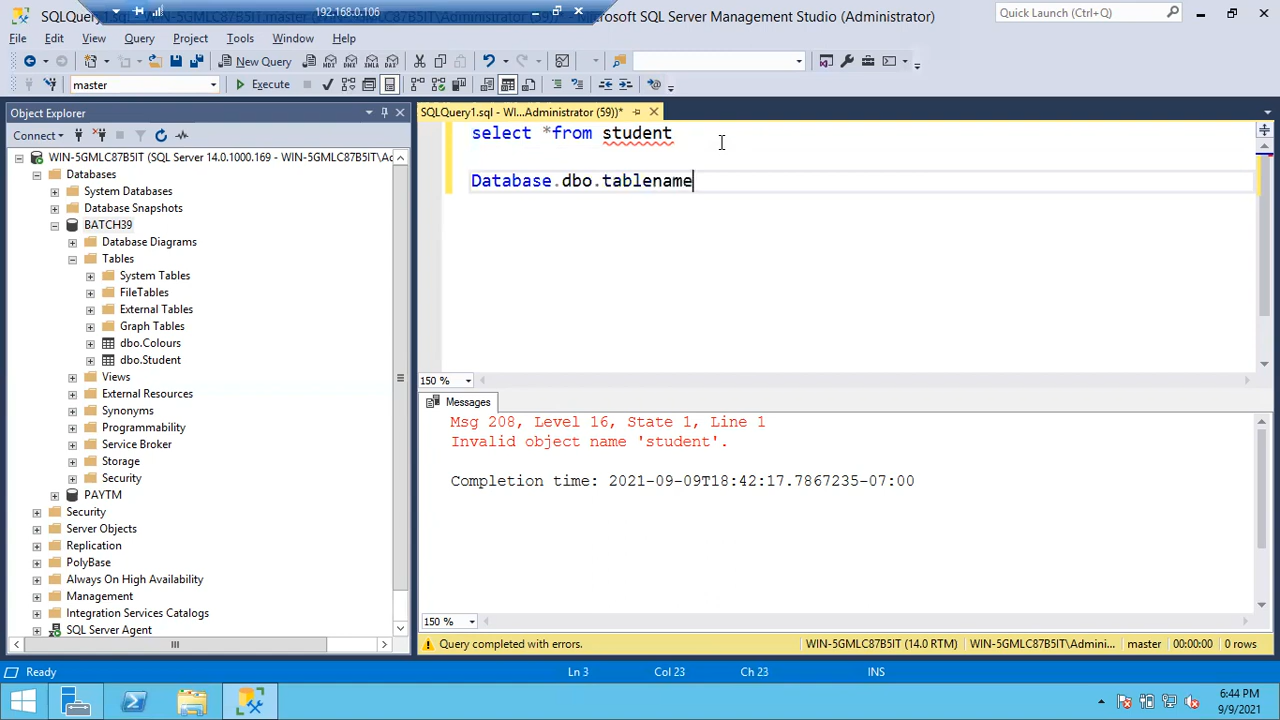 SQLQuery1.sql - WIN-5GMLC87B5IT.master
192.168.0.106
Microsoft SQL Server Management Studio (Administrator)
Quick Launch (Ctrl+Q)
File Edit View Query Project Tools Window Help
New Query
master
Execute
Object Explorer
SQLQuery1.sql - WI...Administrator (59))*
Connect
WIN-5GMLC87B5IT (SQL Server 14.0.1000.169 - WIN-5GMLC87B5IT\Ac
Databases
System Databases
Database Snapshots
BATCH39
Database Diagrams
Tables
System Tables
FileTables
External Tables
Graph Tables
dbo.Colours
dbo.Student
Views
External Resources
Synonyms
Programmability
Service Broker
Storage
Security
PAYTM
Security
Server Objects
Replication
PolyBase
Always On High Availability
Management
Integration Services Catalogs
SQL Server Agent
select *from student
Database.dbo.tablename
150 %
Messages
Msg 208, Level 16, State 1, Line 1
Invalid object name 'student'.
Completion time: 2021-09-09T18:42:17.7867235-07:00
150 %
Query completed with errors.
WIN-5GMLC87B5IT (14.0 RTM)
WIN-5GMLC87B5IT\Admini...
master
00:00:00
0 rows
Ready
Ln 3
Col 23
Ch 23
INS
6:44 PM
9/9/2021